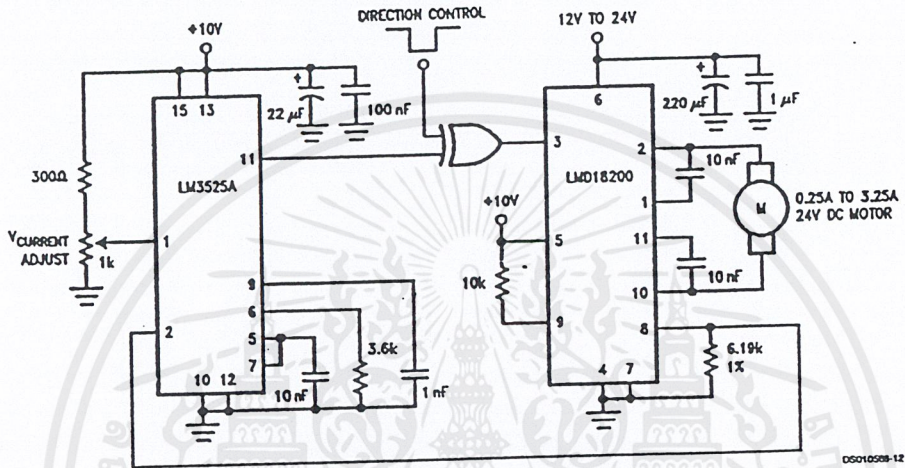 DIRECTION CONTROL
+10V
12V TO 24V
15
13
22 μF
+
100 nF
6
220 μF
+
1 μF
11
3
2
10 nF
300Ω
LM3525A
LMD18200
+10V
1
M
0.25A TO 3.25A
24V DC MOTOR
VCURRENT
ADJUST
1k
1
5
11
10 nF
9
10k
10
6
9
8
2
5
3.6k
6.19k
1%
7
10
12
10 nF
1 nF
4
7
DS010568-12